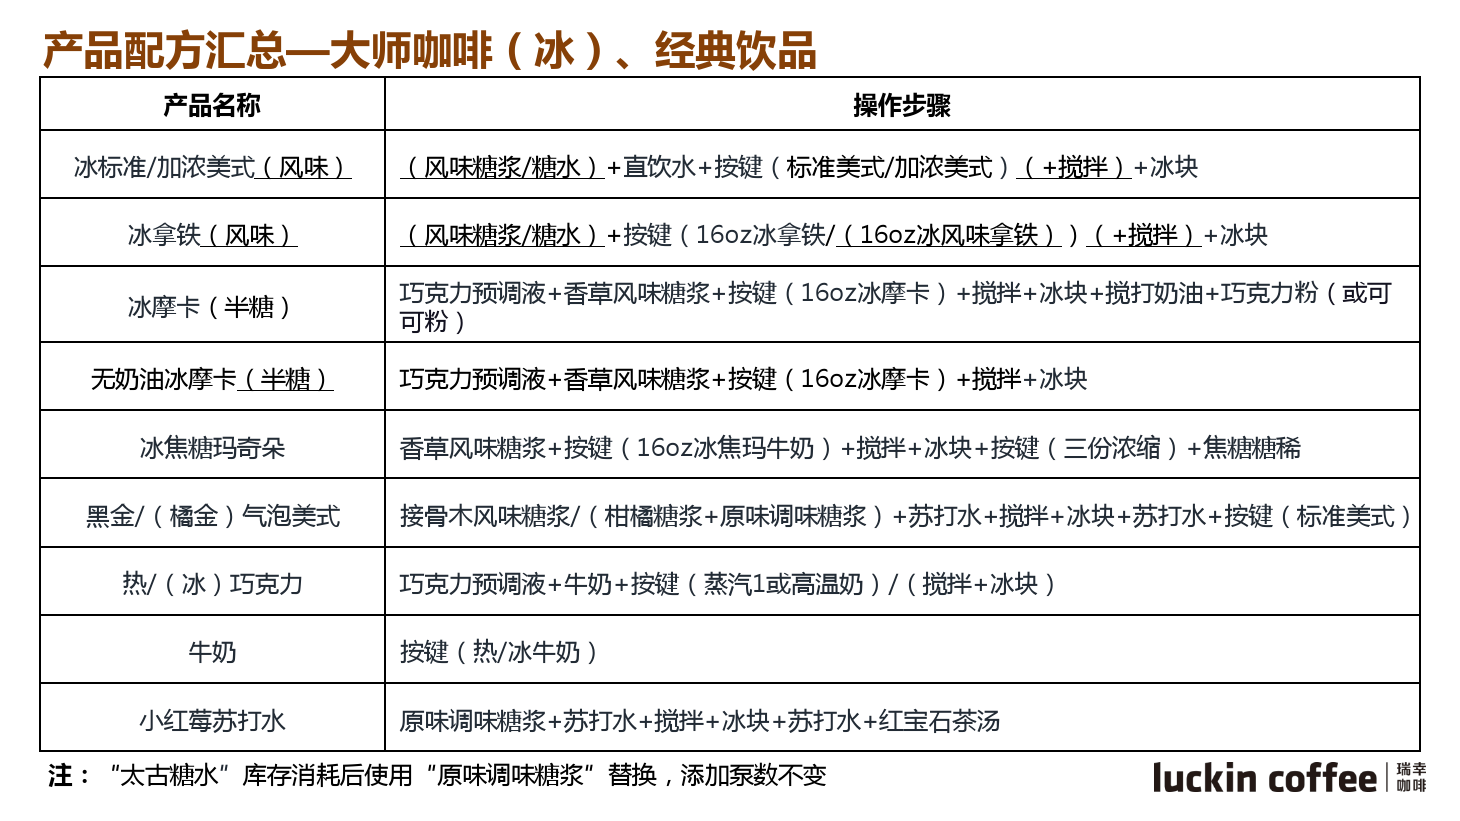 产品配方汇总—大师咖啡（冰）、经典饮品
产品名称
操作步骤
冰标准/加浓美式（风味）
（风味糖浆/糖水）+直饮水+按键（标准美式/加浓美式）（+搅拌）+冰块
冰拿铁（风味）
（风味糖浆/糖水）+按键（16oz冰拿铁/（16oz冰风味拿铁））（+搅拌）+冰块
冰摩卡（半糖）
巧克力预调液+香草风味糖浆+按键（16oz冰摩卡）+搅拌+冰块+搅打奶油+巧克力粉（或可
可粉）
无奶油冰摩卡（半糖）
巧克力预调液+香草风味糖浆+按键（16oz冰摩卡）+搅拌+冰块
冰焦糖玛奇朵
香草风味糖浆+按键（16oz冰焦玛牛奶）+搅拌+冰块+按键（三份浓缩）+焦糖糖稀
黑金/（橘金）气泡美式
接骨木风味糖浆/（柑橘糖浆+原味调味糖浆）+苏打水+搅拌+冰块+苏打水+按键（标准美式）
热/（冰）巧克力
巧克力预调液+牛奶+按键（蒸汽1或高温奶）/（搅拌+冰块）
牛奶
按键（热/冰牛奶）
小红莓苏打水
原味调味糖浆+苏打水+搅拌+冰块+苏打水+红宝石茶汤
注：“太古糖水”库存消耗后使用“原味调味糖浆”替换，添加泵数不变
luckin coffee 瑞幸
咖啡